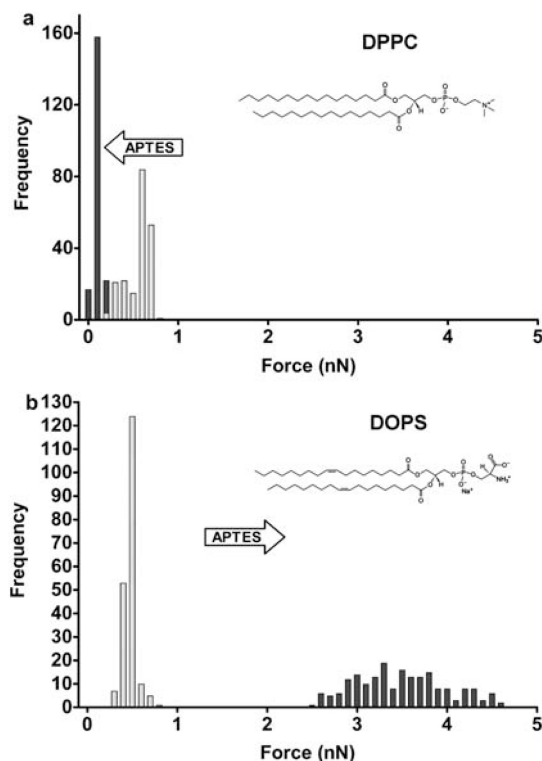 a
DPPC
160
120
80
40
0
Frequency
APTES
O
O
O
O
O
P
O
O⁻
H
N⁺
0 1 2 3 4 5
Force (nN)
b
DOPS
130
120
110
100
90
80
70
60
50
40
30
20
10
0
Frequency
APTES
O
O
O
O
O
P
O
O⁻
Na⁺
H
H
O
O⁻
NH₃⁺
0 1 2 3 4 5
Force (nN)